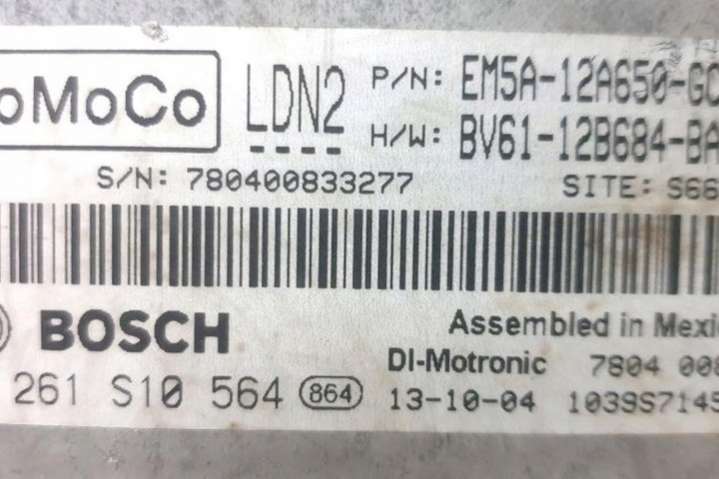 oMoCo LDN2 P/N: EM5A-12A650-GC
H/W: BV61-12B684-BA
S/N: 780400833277 SITE: S66
BOSCH Assembled in Mexi
DI-Motronic 7804 008
261 S10 564 864 13-10-04 1039S7145